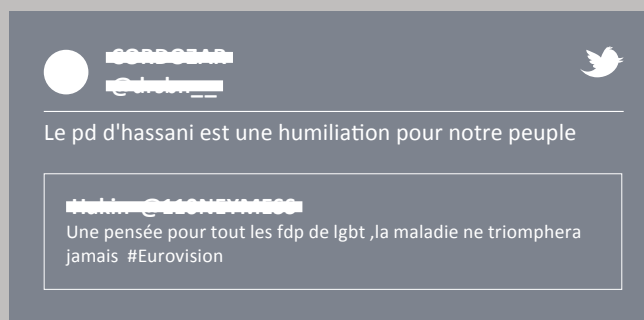 Le pd d'hassani est une humiliation pour notre peuple
Une pensée pour tout les fdp de lgbt ,la maladie ne triomphera
jamais  #Eurovision